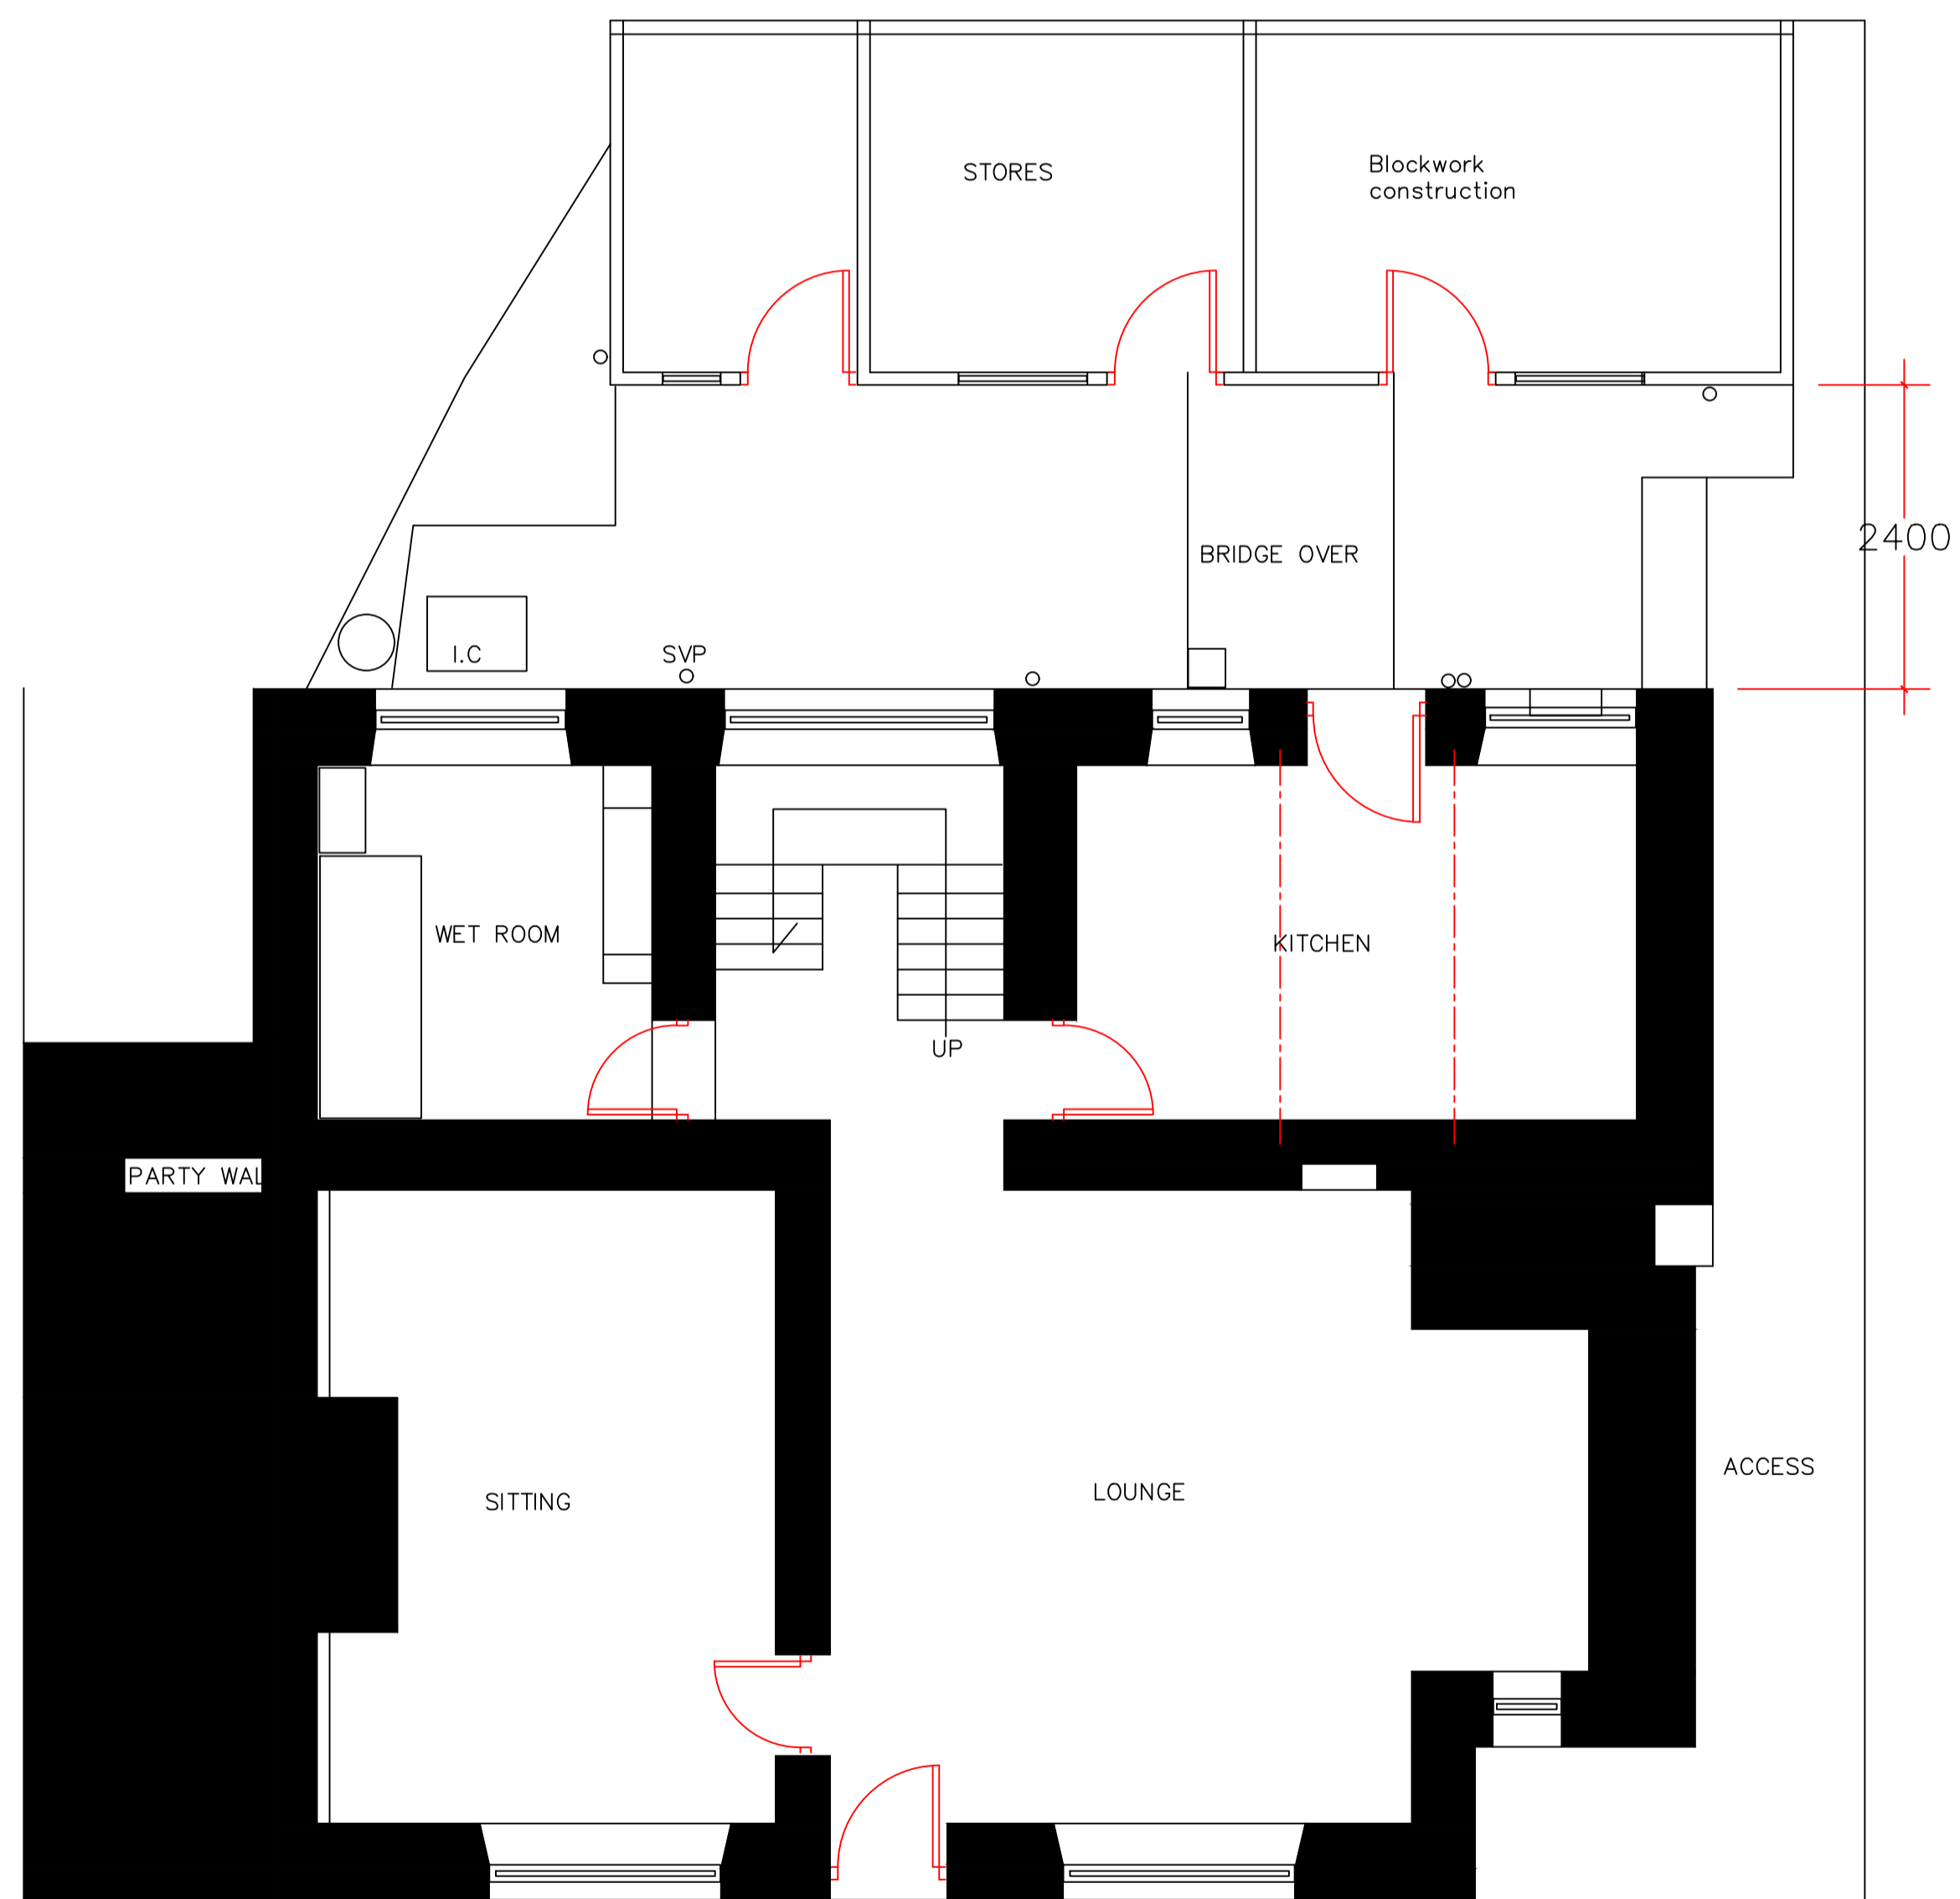 STORES
Blockwork
construction
2400
BRIDGE OVER
I.C
SVP
WET ROOM
KITCHEN
UP
PARTY WAL
SITTING
LOUNGE
ACCESS